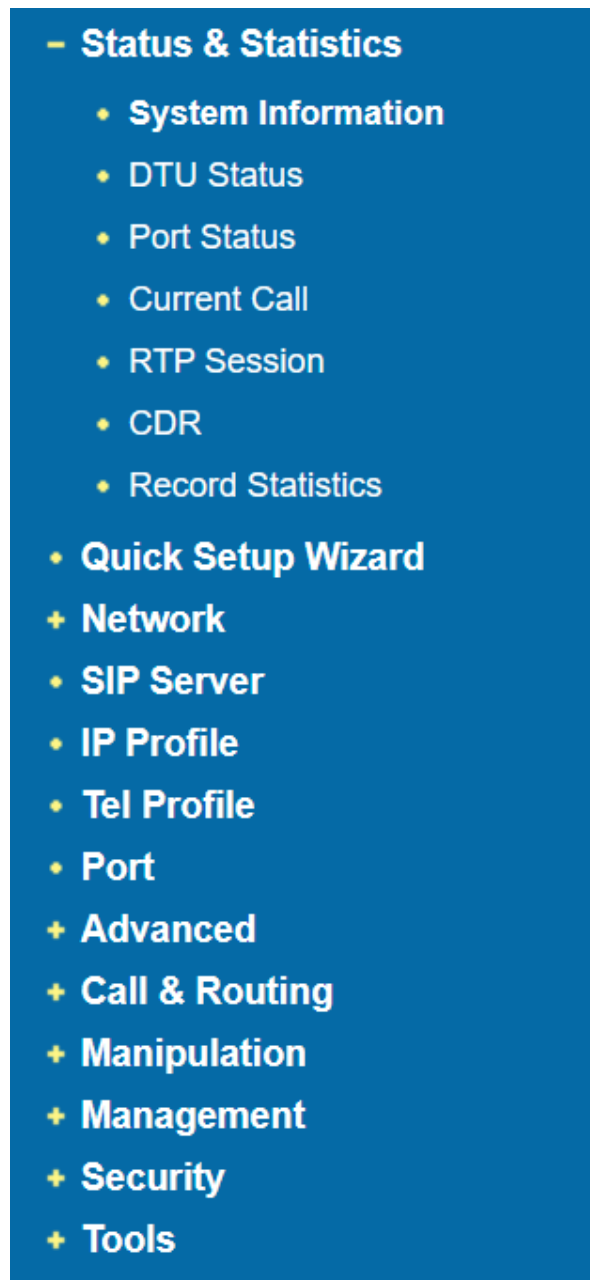 Status & Statistics
System Information
DTU Status
Port Status
Current Call
RTP Session
CDR
Record Statistics
Quick Setup Wizard
Network
SIP Server
IP Profile
Tel Profile
Port
Advanced
Call & Routing
Manipulation
Management
Security
Tools